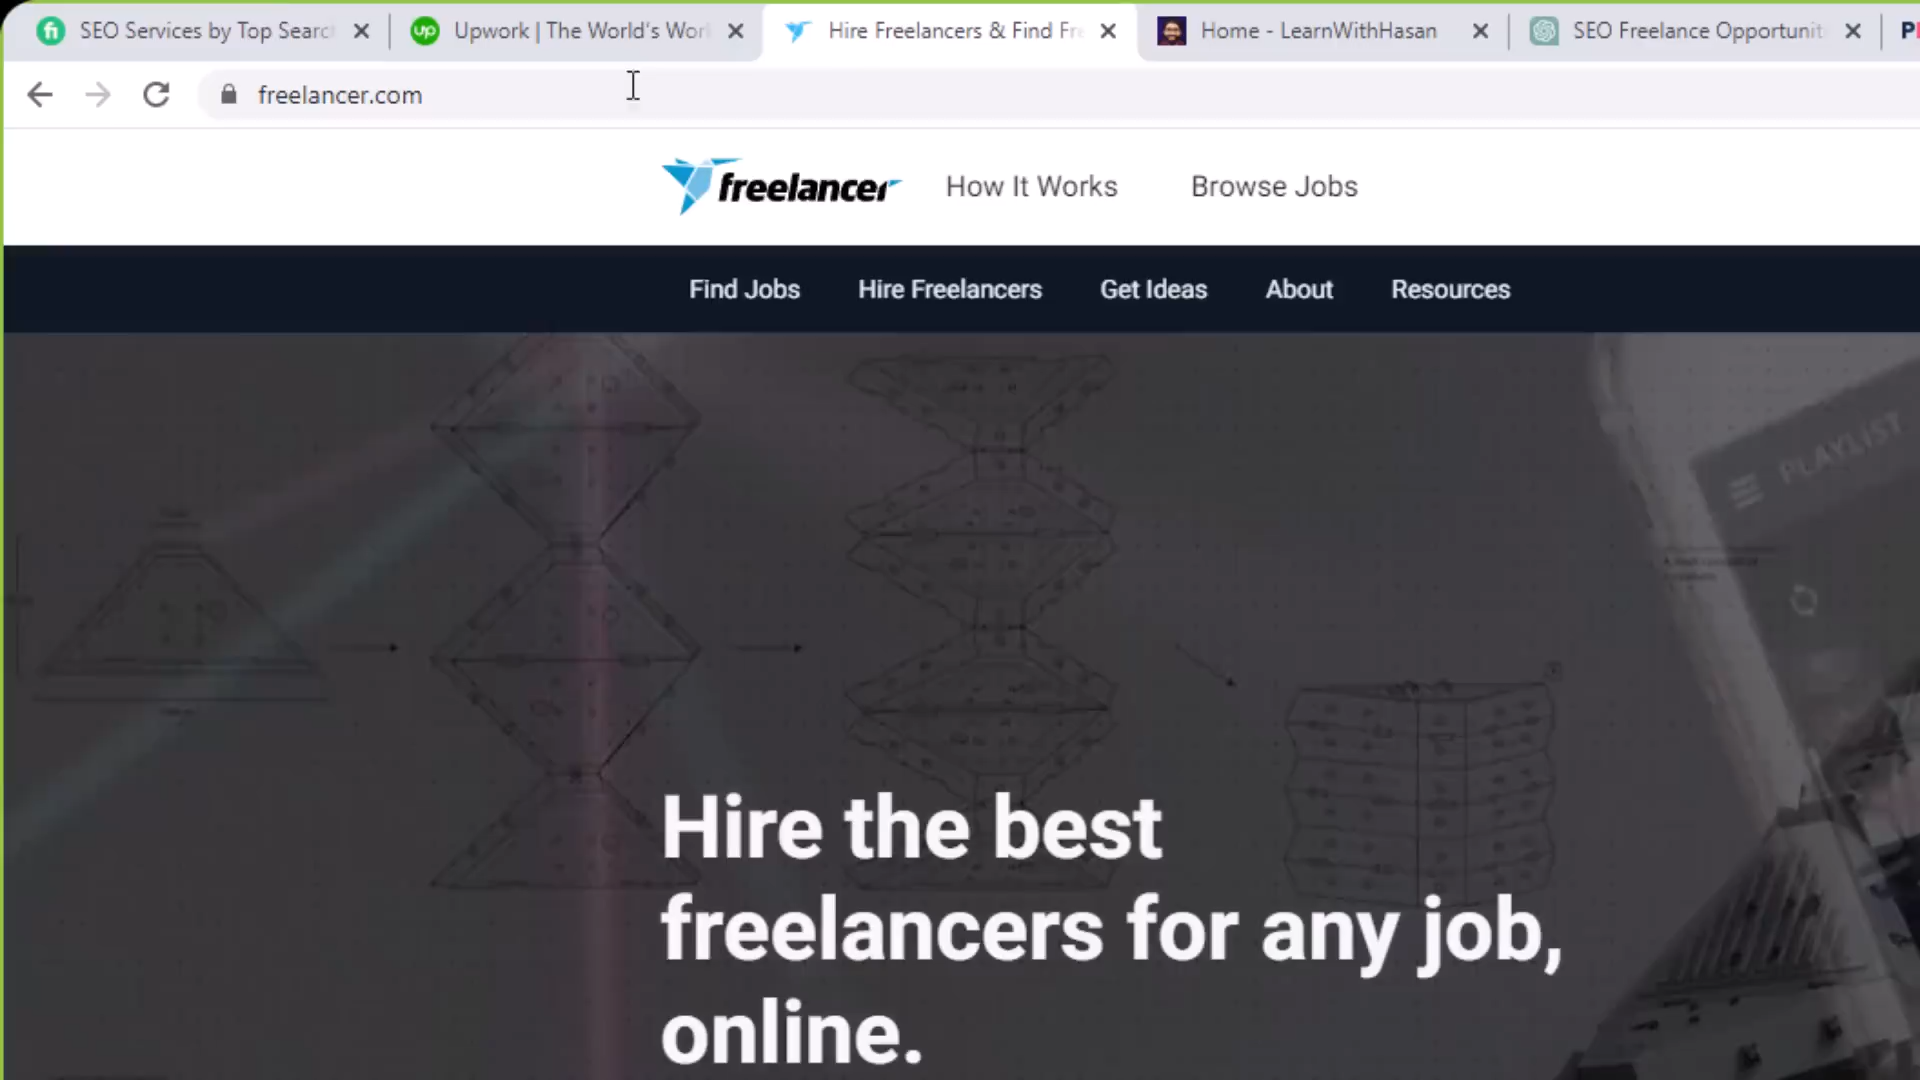 SEO Services by Top Searc
Upwork | The World's Wor
Hire Freelancers & Find Fre
Home - LearnWithHasan
SEO Freelance Opportunit
freelancer.com
freelancer
How It Works
Browse Jobs
Find Jobs
Hire Freelancers
Get Ideas
About
Resources
PLAYLIST
Hire the best
freelancers for any job,
online.